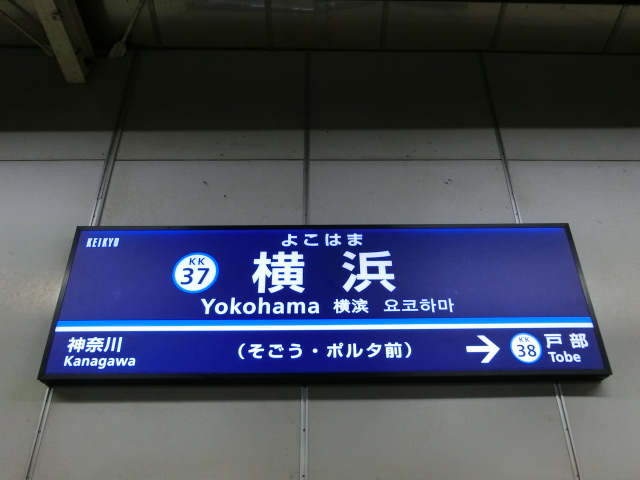 KEIKYU
よこはま
KK
37
横浜
Yokohama 横滨 요코하마
神奈川
Kanagawa
(そごう・ポルタ前)
→
KK
38
戸部
Tobe